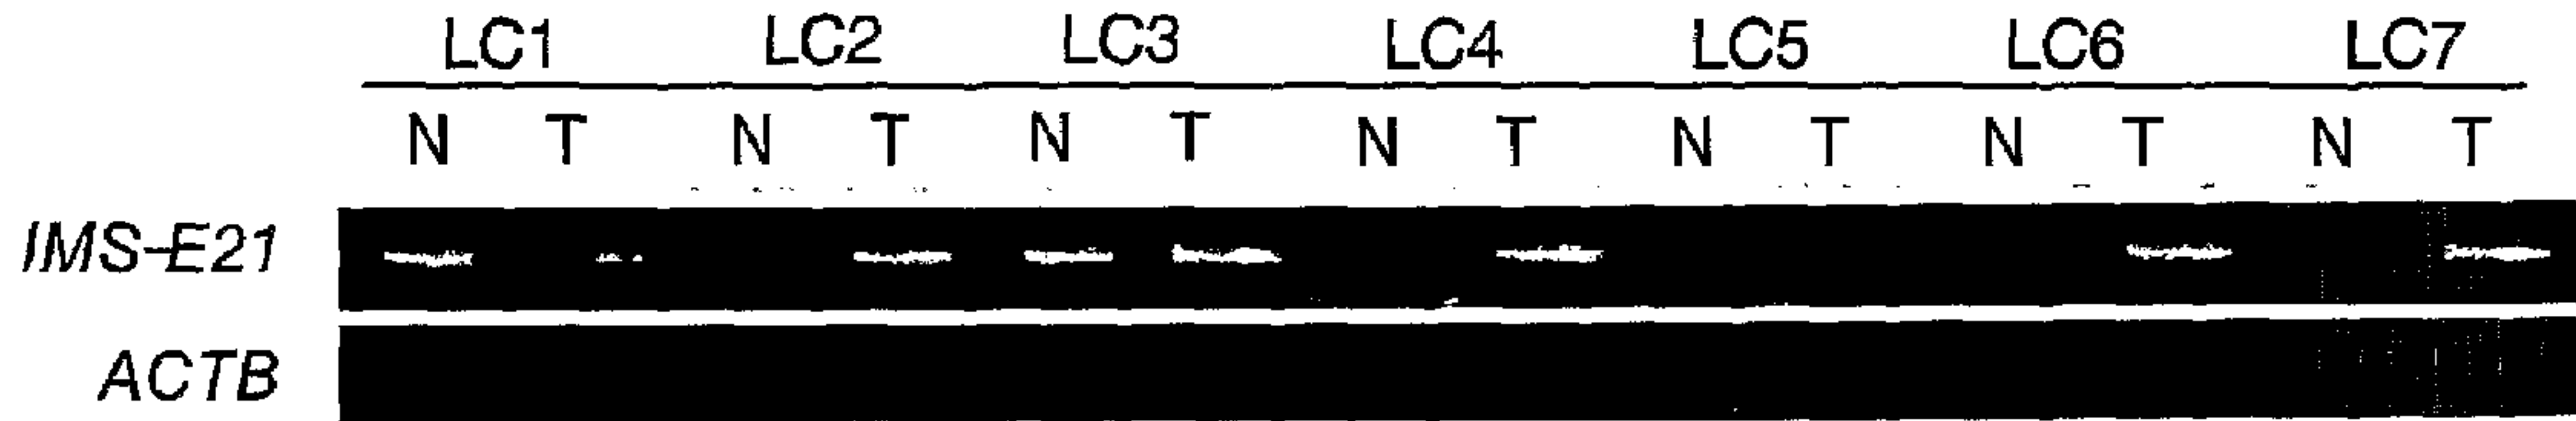 LC1 LC2 LC3 LC4 LC5 LC6 LC7
N T N T N T N T N T N T N T
IMS-E21
ACTB